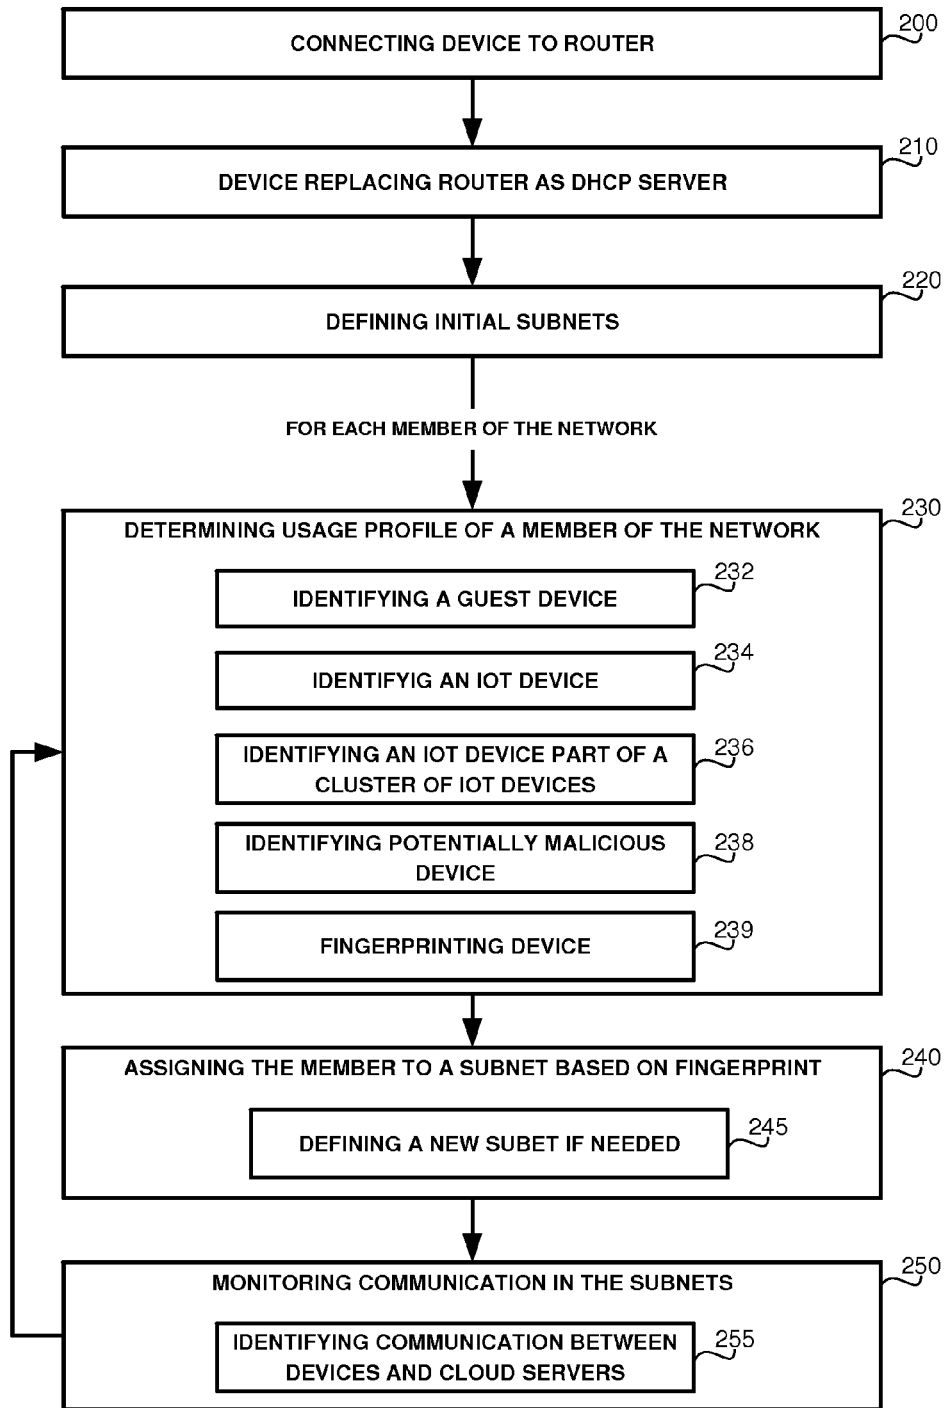 200
CONNECTING DEVICE TO ROUTER
210
DEVICE REPLACING ROUTER AS DHCP SERVER
220
DEFINING INITIAL SUBNETS
FOR EACH MEMBER OF THE NETWORK
230
DETERMINING USAGE PROFILE OF A MEMBER OF THE NETWORK
232
IDENTIFYING A GUEST DEVICE
234
IDENTIFYIG AN IOT DEVICE
236
IDENTIFYING AN IOT DEVICE PART OF A
CLUSTER OF IOT DEVICES
238
IDENTIFYING POTENTIALLY MALICIOUS
DEVICE
239
FINGERPRINTING DEVICE
240
ASSIGNING THE MEMBER TO A SUBNET BASED ON FINGERPRINT
245
DEFINING A NEW SUBET IF NEEDED
250
MONITORING COMMUNICATION IN THE SUBNETS
255
IDENTIFYING COMMUNICATION BETWEEN
DEVICES AND CLOUD SERVERS